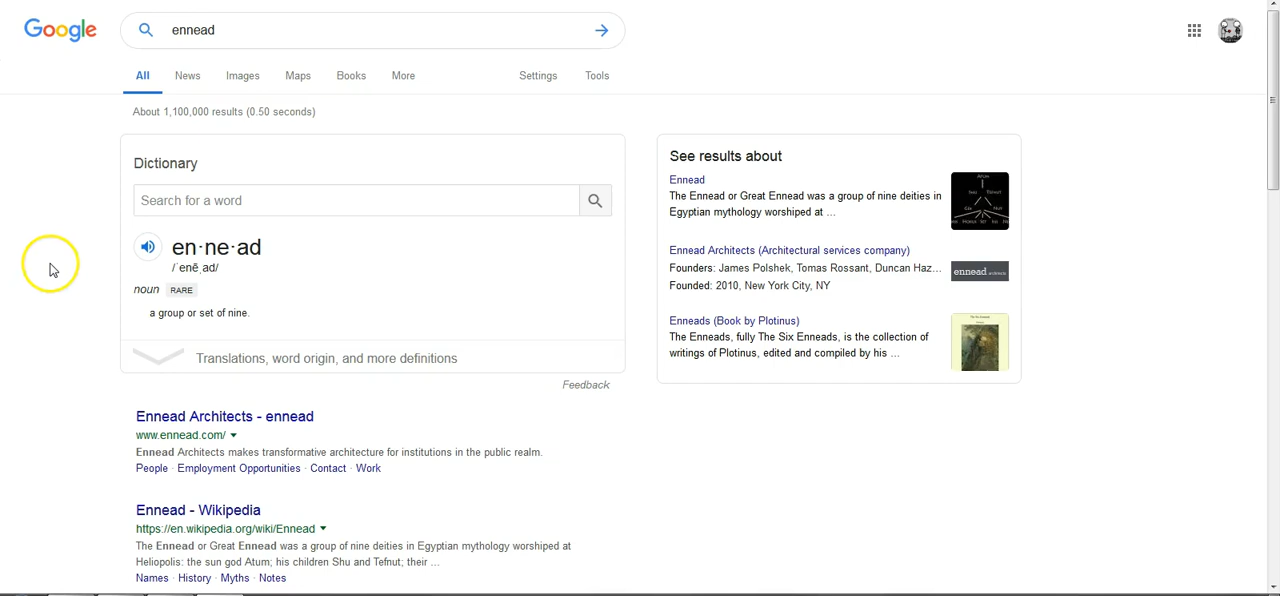 Google
ennead
All News Images Maps Books More Settings Tools
About 1,100,000 results (0.50 seconds)
Dictionary
Search for a word
en·ne·ad
/ˈenēˌad/
noun RARE
a group or set of nine.
Translations, word origin, and more definitions
Feedback
Ennead Architects - ennead
www.ennead.com/
Ennead Architects makes transformative architecture for institutions in the public realm.
People · Employment Opportunities · Contact · Work
Ennead - Wikipedia
https://en.wikipedia.org/wiki/Ennead
The Ennead or Great Ennead was a group of nine deities in Egyptian mythology worshiped at
Heliopolis: the sun god Atum; his children Shu and Tefnut; their ...
Names · History · Myths · Notes
See results about
Ennead
The Ennead or Great Ennead was a group of nine deities in
Egyptian mythology worshiped at ...
Ennead Architects (Architectural services company)
Founders: James Polshek, Tomas Rossant, Duncan Haz...
Founded: 2010, New York City, NY
ennead architects
Enneads (Book by Plotinus)
The Enneads, fully The Six Enneads, is the collection of
writings of Plotinus, edited and compiled by his ...